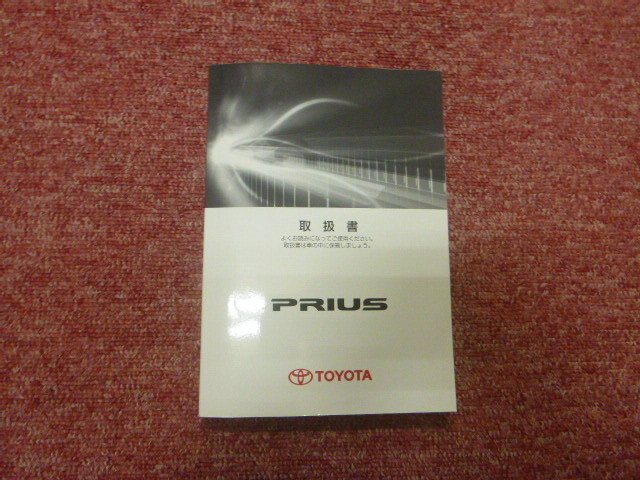 取扱書
よくお読みになってご使用ください。
取扱書は車の中に保管しましょう。
PRIUS
TOYOTA